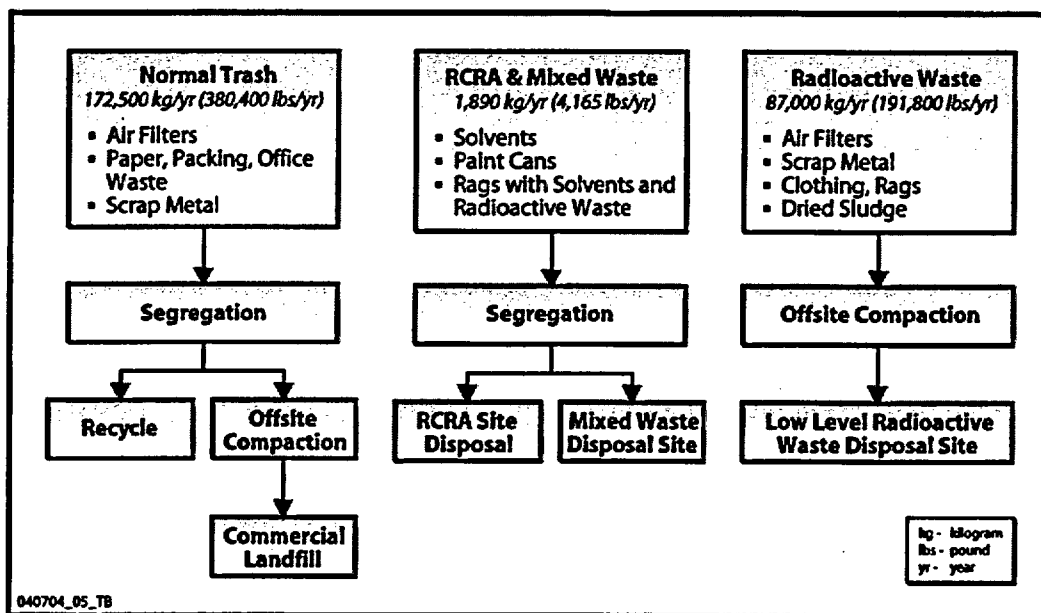 Normal Trash
172,500 kg/yr (380,400 lbs/yr)
▪ Air Filters
▪ Paper, Packing, Office
Waste
▪ Scrap Metal
RCRA & Mixed Waste
1,890 kg/yr (4,165 lbs/yr)
▪ Solvents
▪ Paint Cans
▪ Rags with Solvents and
Radioactive Waste
Radioactive Waste
87,000 kg/yr (191,800 lbs/yr)
▪ Air Filters
▪ Scrap Metal
▪ Clothing, Rags
▪ Dried Sludge
Segregation
Segregation
Offsite Compaction
Recycle
Offsite
Compaction
RCRA Site
Disposal
Mixed Waste
Disposal Site
Low Level Radioactive
Waste Disposal Site
Commercial
Landfill
kg - kilogram
lbs - pound
yr - year
040704_05_TB